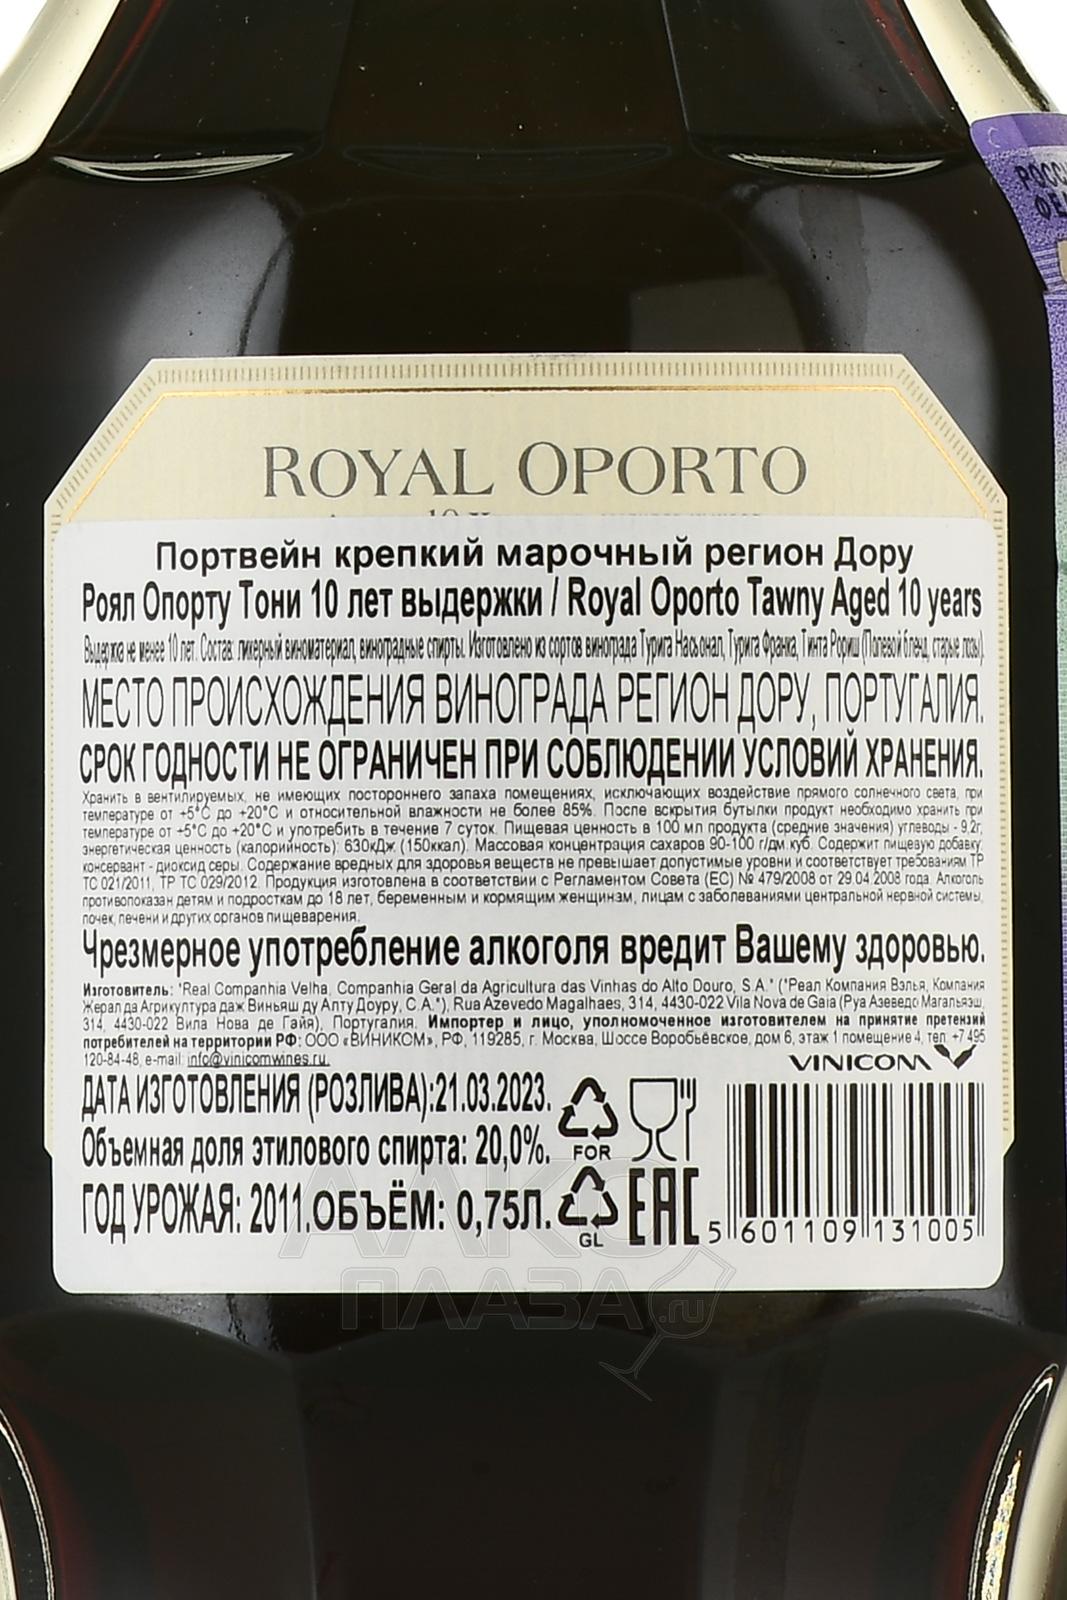 РОСС
ФЕД
ROYAL OPORTO
Портвейн крепкий марочный регион Дору
Роял Опорту Тони 10 лет выдержки / Royal Oporto Tawny Aged 10 years
Выдержка не менее 10 лет. Состав: ликерный виноматериал, виноградные спирты. Изготовлено из сортов винограда Турига Насьонал, Турига Франка, Тинта Рориш (Полевой бленд, старые лозы).
МЕСТО ПРОИСХОЖДЕНИЯ ВИНОГРАДА РЕГИОН ДОРУ, ПОРТУГАЛИЯ.
СРОК ГОДНОСТИ НЕ ОГРАНИЧЕН ПРИ СОБЛЮДЕНИИ УСЛОВИЙ ХРАНЕНИЯ.
Хранить в вентилируемых, не имеющих постороннего запаха помещениях, исключающих воздействие прямого солнечного света, при
температуре от +5°С до +20°С и относительной влажности не более 85%. После вскрытия бутылки продукт необходимо хранить при
температуре от +5°С до +20°С и употребить в течение 7 суток. Пищевая ценность в 100 мл продукта (средние значения) углеводы - 9,2г,
энергетическая ценность (калорийность): 630кДж (150ккал). Массовая концентрация сахаров 90-100 г/дм.куб. Содержит пищевую добавку
консервант - диоксид серы. Содержание вредных для здоровья веществ не превышает допустимые уровни и соответствует требованиям ТР
ТС 021/2011, ТР ТС 029/2012. Продукция изготовлена в соответствии с Регламентом Совета (ЕС) № 479/2008 от 29.04.2008 года. Алкоголь
противопоказан детям и подросткам до 18 лет, беременным и кормящим женщинам, лицам с заболеваниями центральной нервной системы,
почек, печени и других органов пищеварения.
Чрезмерное употребление алкоголя вредит Вашему здоровью.
Изготовитель: "Real Companhia Velha, Companhia Geral da Agricultura das Vinhas do Alto Douro, S.A." ("Реал Компания Вэлья, Компания
Жерал да Агрикултура даж Виньяш ду Алту Доуру, С.А."), Rua Azevedo Magalhaes, 314, 4430-022 Vila Nova de Gaia (Руа Азеведо Магальяэш,
314, 4430-022 Вила Нова де Гайя), Португалия. Импортер и лицо, уполномоченное изготовителем на принятие претензий
потребителей на территории РФ: ООО «ВИНИКОМ», РФ, 119285, г. Москва, Шоссе Воробьёвское, дом 6, этаж 1 помещение 4, тел: +7 495
120-84-48, e-mail: info@vinicomwines.ru.
VINICOM
ДАТА ИЗГОТОВЛЕНИЯ (РОЗЛИВА):21.03.2023.
Объемная доля этилового спирта: 20,0%.
ГОД УРОЖАЯ: 2011.ОБЪЁМ: 0,75Л.
FOR
GL
EAC
5 601109 131005
АЛКО
ПЛАЗА
.ru